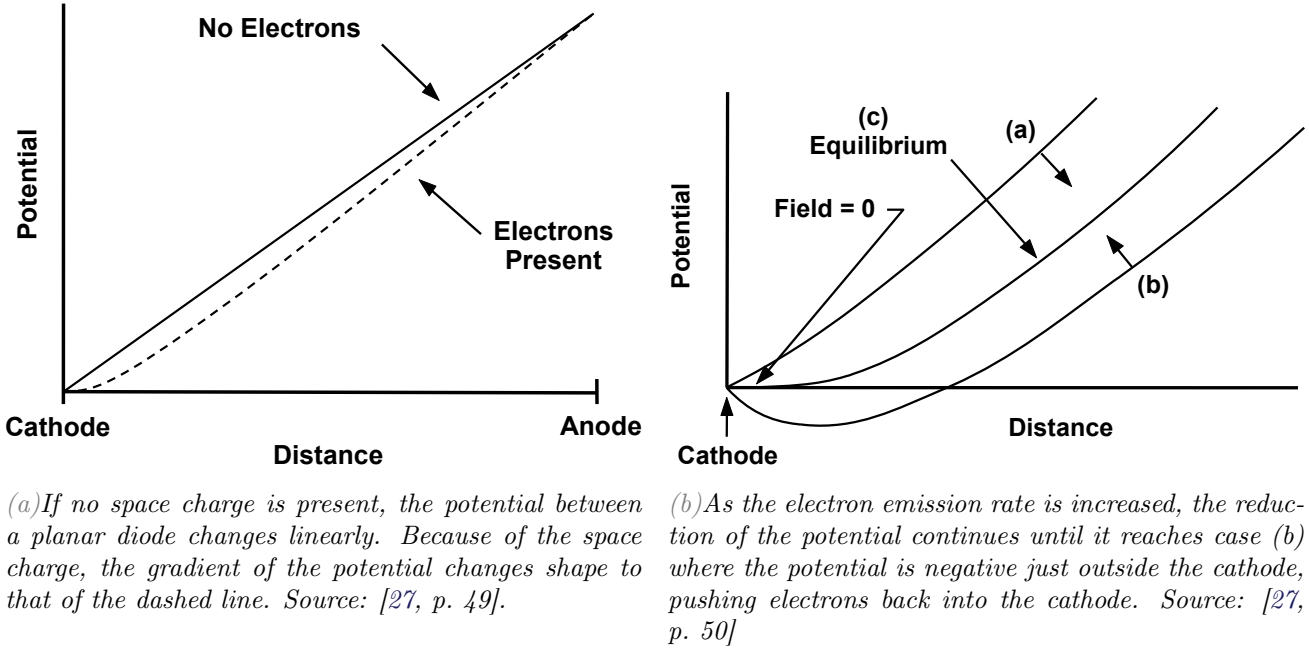 No Electrons
Potential
Electrons
Present
Cathode
Anode
Distance
(a)If no space charge is present, the potential between
a planar diode changes linearly. Because of the space
charge, the gradient of the potential changes shape to
that of the dashed line. Source: [27, p. 49].
(c)
Equilibrium
(a)
Field = 0
Potential
(b)
Distance
Cathode
(b)As the electron emission rate is increased, the reduc-
tion of the potential continues until it reaches case (b)
where the potential is negative just outside the cathode,
pushing electrons back into the cathode. Source: [27,
p. 50]